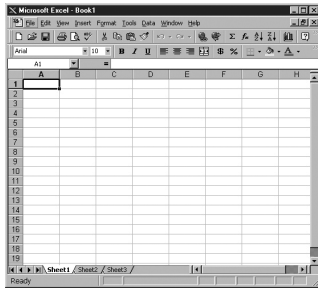 Microsoft Excel - Book1
File Edit View Insert Format Tools Data Window Help
Arial 10 B I U $ %
A1 =
A B C D E F G H
1
2
3
4
5
6
7
8
9
10
11
12
13
14
15
16
17
18
19
Sheet1 Sheet2 Sheet3
Ready